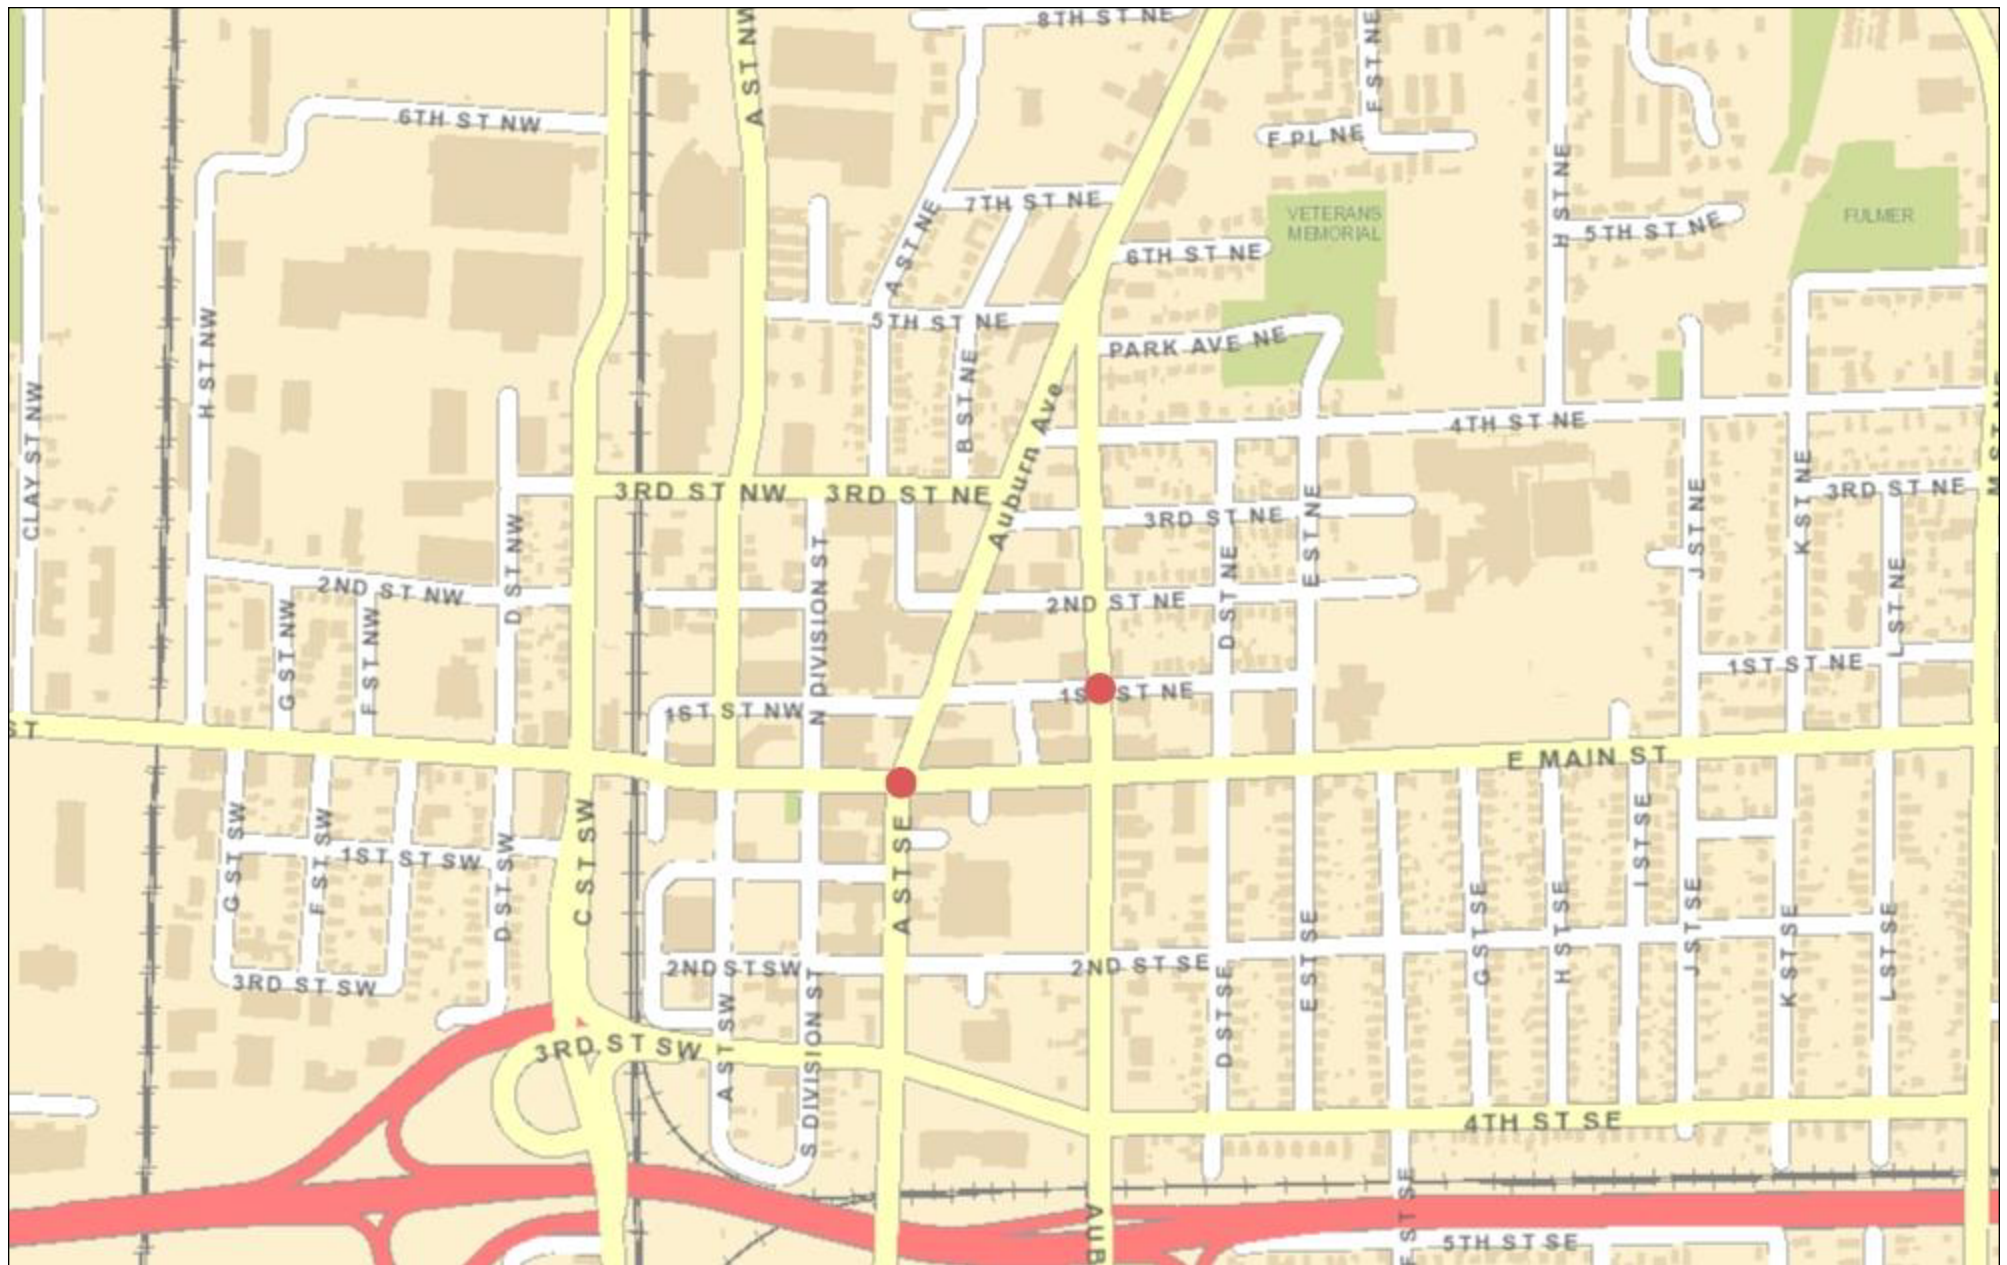 8TH ST NE
A ST NW
F ST NE
6TH ST NW
F PL NE
H ST NE
7TH ST NE
A ST NE
VETERANS
MEMORIAL
5TH ST NE
FULMER
6TH ST NE
H ST NW
5TH ST NE
PARK AVE NE
CLAY ST NW
B ST NE
Auburn Ave
4TH ST NE
M ST NE
3RD ST NW
3RD ST NE
3RD ST NE
E ST NE
J ST NE
K ST NE
3RD ST NE
D ST NW
N DIVISION ST
2ND ST NW
G ST NW
F ST NW
2ND ST NE
D ST NE
L ST NE
1ST ST NE
1ST ST NW
1ST ST NE
ST
E MAIN ST
G ST SW
F ST SW
1ST ST SW
D ST SW
C ST SW
A ST SE
I ST SE
E ST SE
G ST SE
H ST SE
J ST SE
K ST SE
L ST SE
2ND ST SW
2ND ST SE
3RD ST SW
D ST SE
3RD ST SW
A ST SW
S DIVISION ST
4TH ST SE
F ST SE
AUB
5TH ST SE